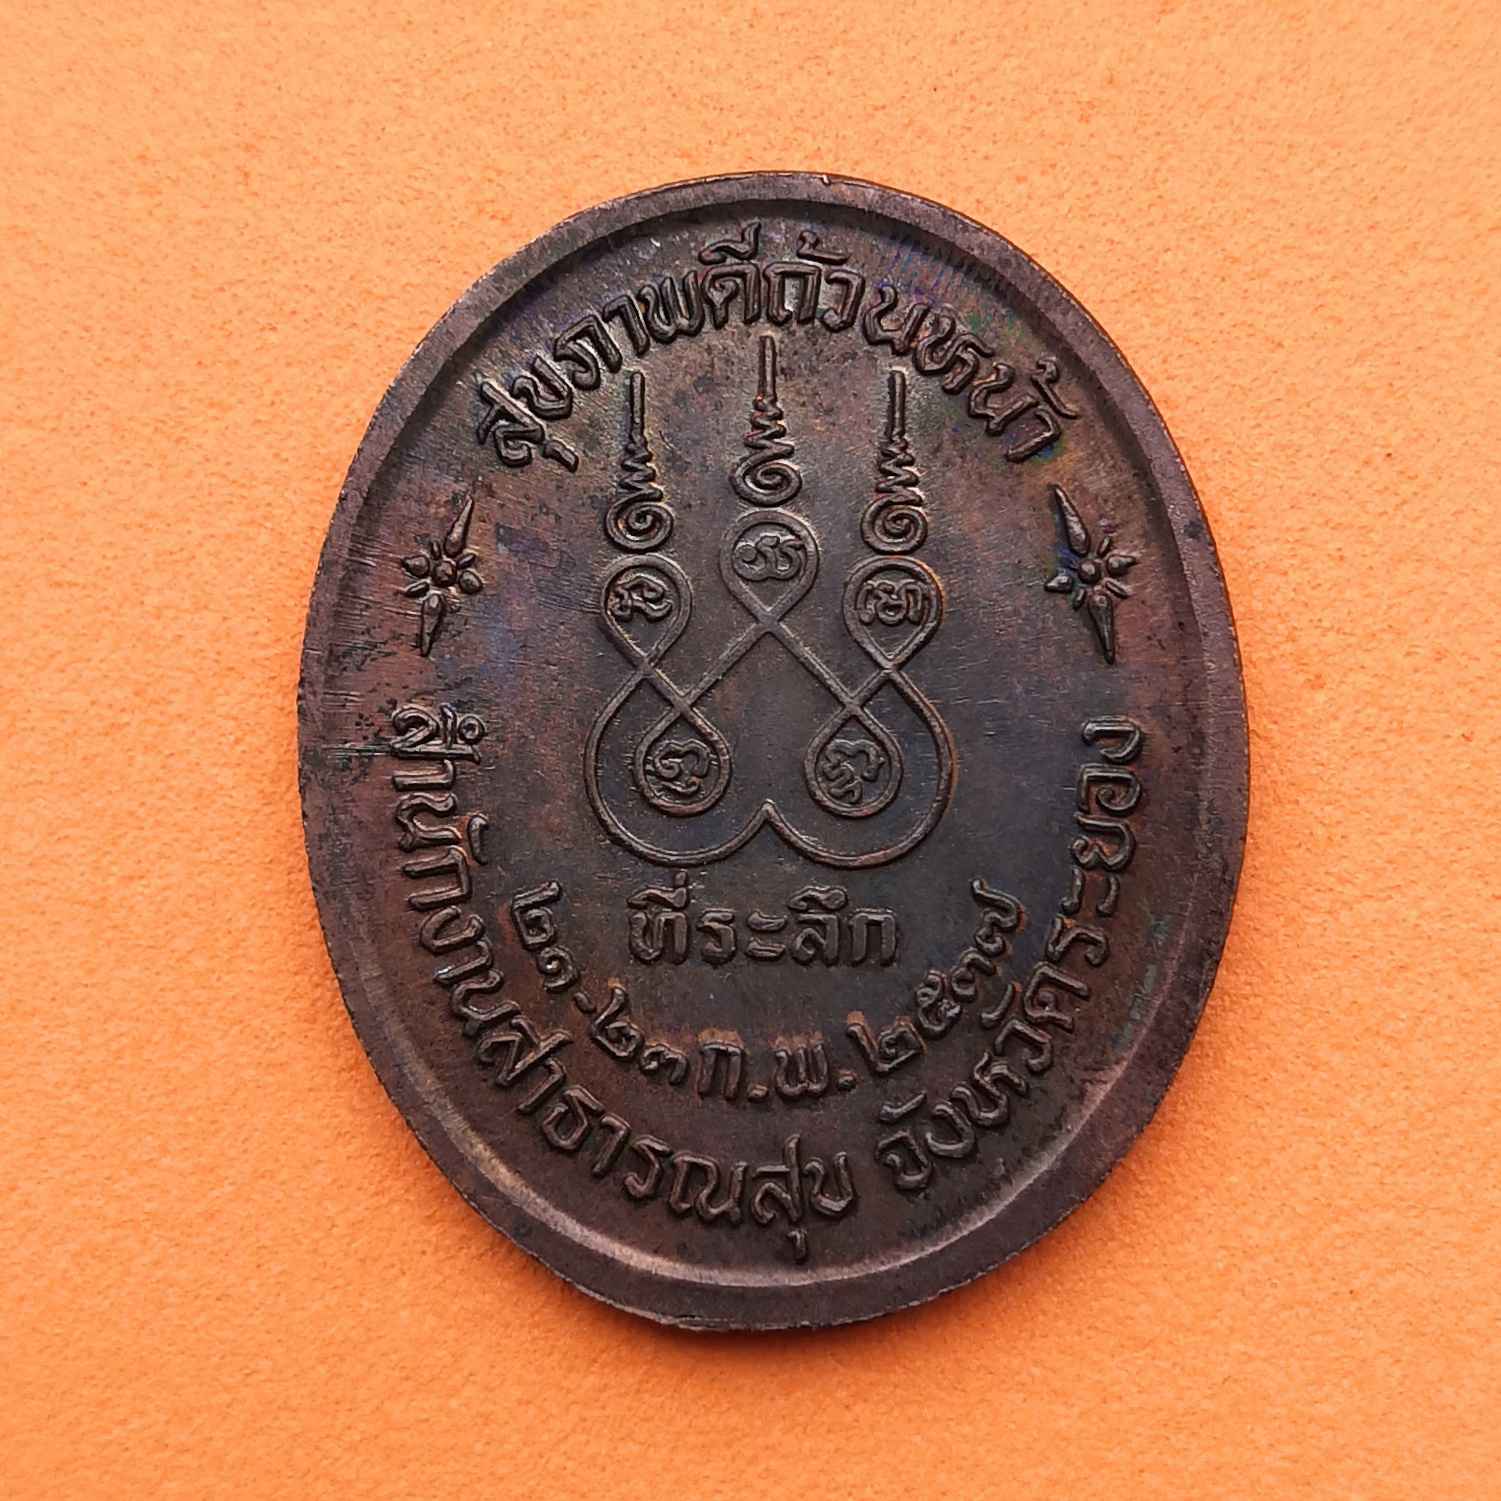 สุขภาพดีถ้วนหน้า
ที่ระลึก
๒๑-๒๓ ก.พ. ๒๕๓๗
สำนักงานสาธารณสุข จังหวัดระยอง